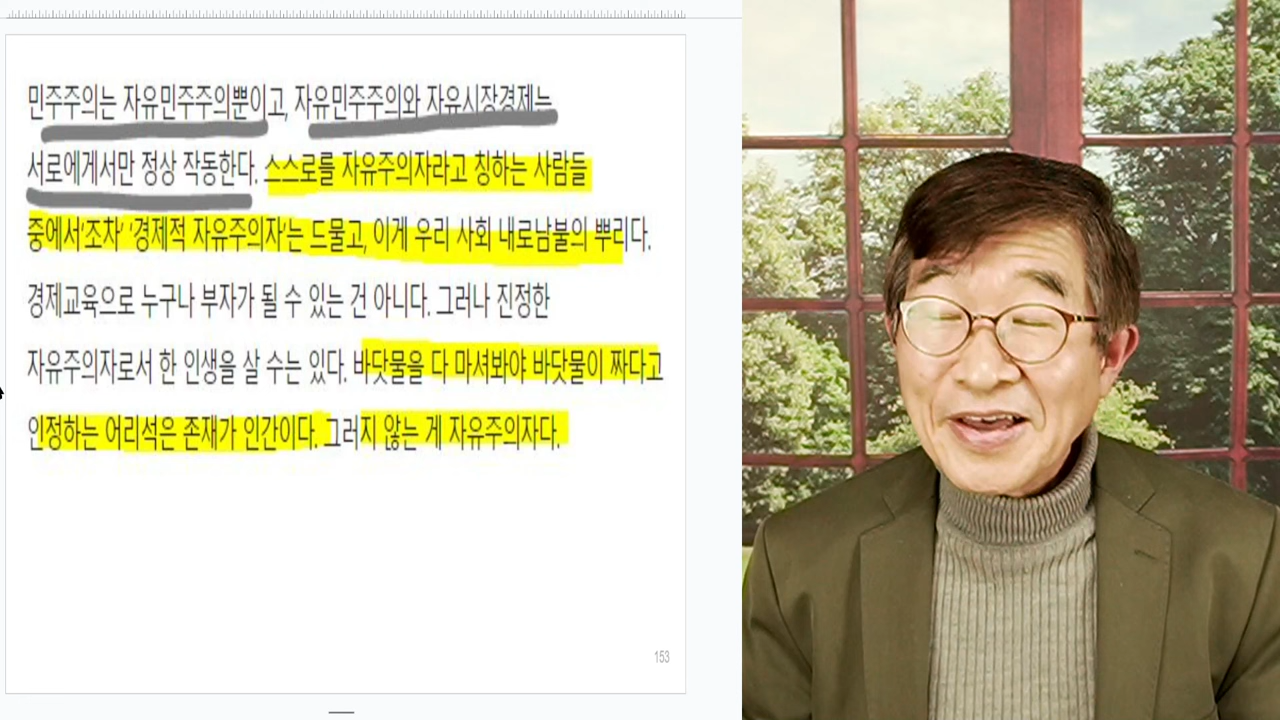 민주주의는 자유민주주의뿐이고, 자유민주주의와 자유시장경제는
서로에게서만 정상 작동한다. 스스로를 자유주의자라고 칭하는 사람들
중에서‘조차’ ‘경제적 자유주의자’는 드물고, 이게 우리 사회 내로남불의 뿌리다.
경제교육으로 누구나 부자가 될 수 있는 건 아니다. 그러나 진정한
자유주의자로서 한 인생을 살 수는 있다. 바닷물을 다 마셔봐야 바닷물이 짜다고
인정하는 어리석은 존재가 인간이다. 그러지 않는 게 자유주의자다.
153